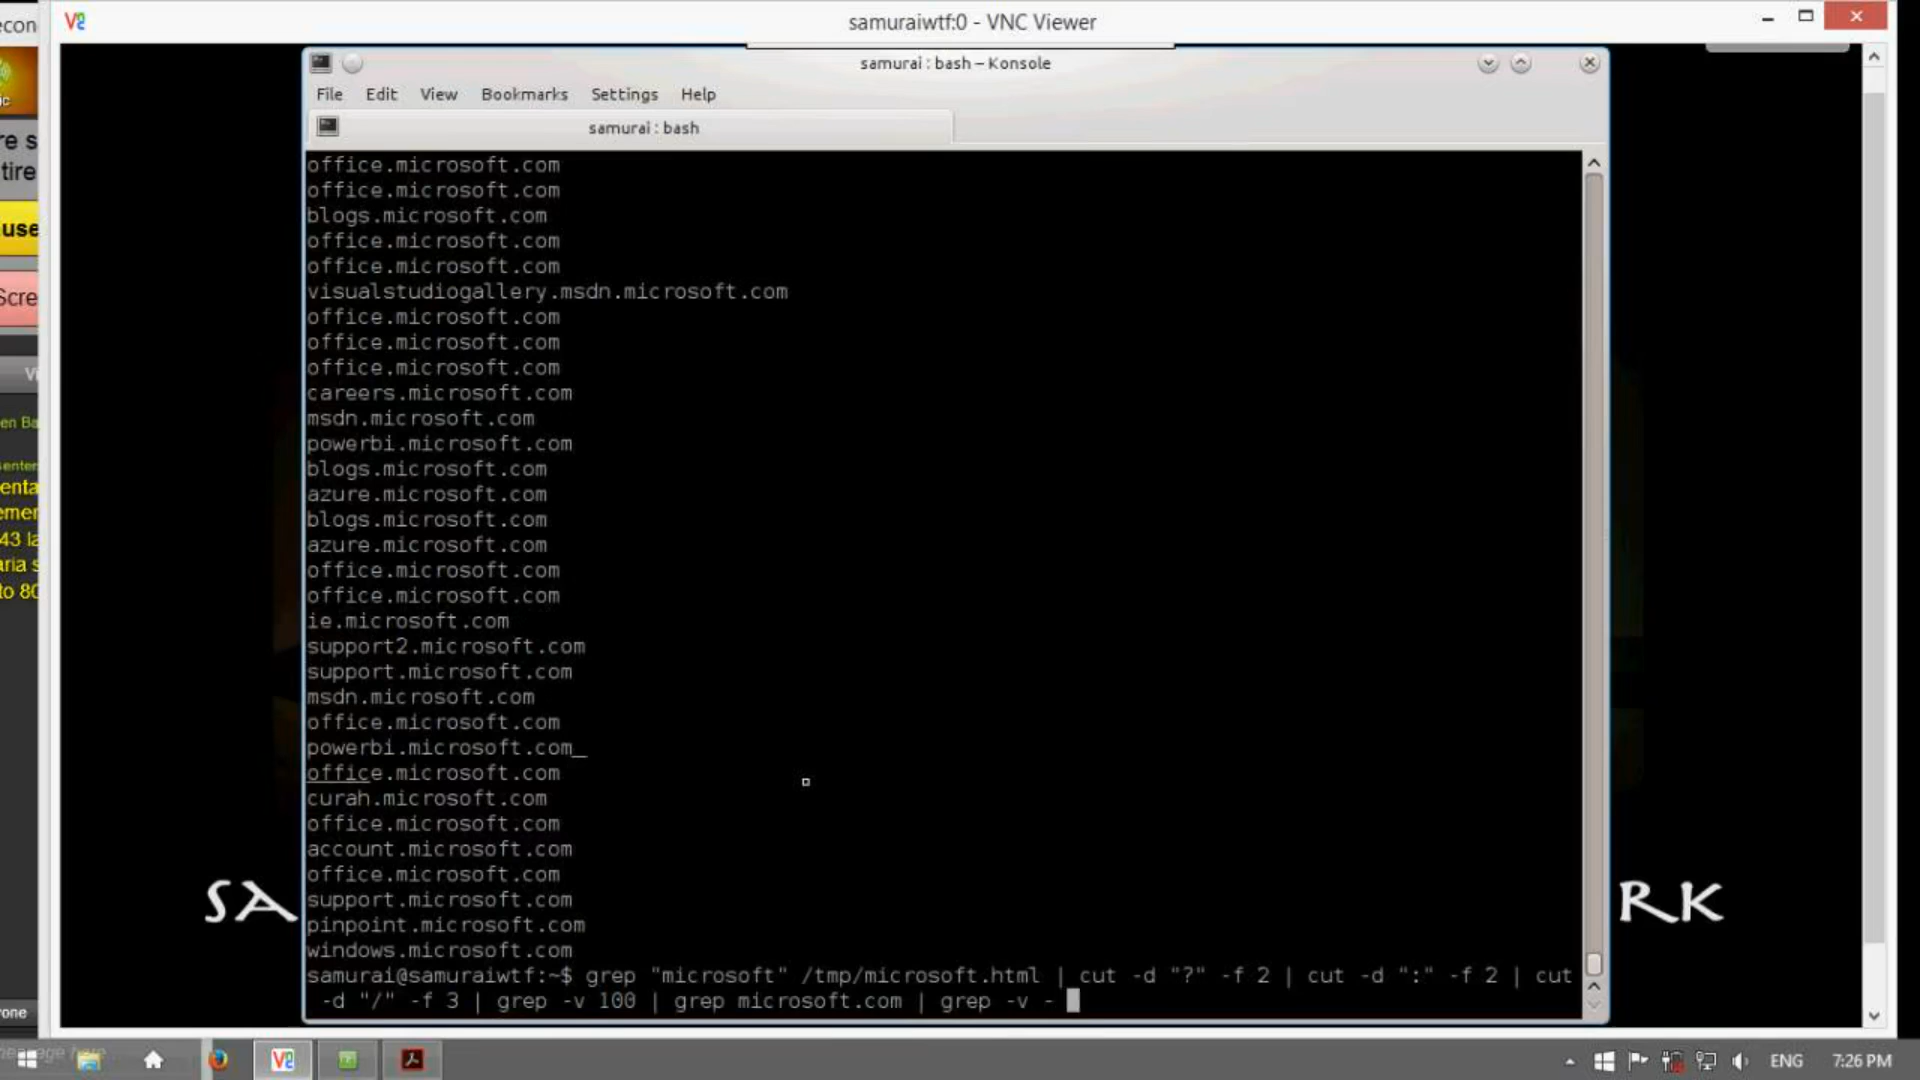 samuraiwtf:0 - VNC Viewer
samurai : bash – Konsole
File Edit View Bookmarks Settings Help
samurai : bash
office.microsoft.com
office.microsoft.com
blogs.microsoft.com
office.microsoft.com
office.microsoft.com
visualstudiogallery.msdn.microsoft.com
office.microsoft.com
office.microsoft.com
office.microsoft.com
careers.microsoft.com
msdn.microsoft.com
powerbi.microsoft.com
blogs.microsoft.com
azure.microsoft.com
blogs.microsoft.com
azure.microsoft.com
office.microsoft.com
office.microsoft.com
ie.microsoft.com
support2.microsoft.com
support.microsoft.com
msdn.microsoft.com
office.microsoft.com
powerbi.microsoft.com_
office.microsoft.com
curah.microsoft.com
office.microsoft.com
account.microsoft.com
office.microsoft.com
support.microsoft.com
pinpoint.microsoft.com
windows.microsoft.com
samurai@samuraiwtf:~$ grep "microsoft" /tmp/microsoft.html | cut -d "?" -f 2 | cut -d ":" -f 2 | cut
-d "/" -f 3 | grep -v 100 | grep microsoft.com | grep -v -
SA
RK
ENG 7:26 PM